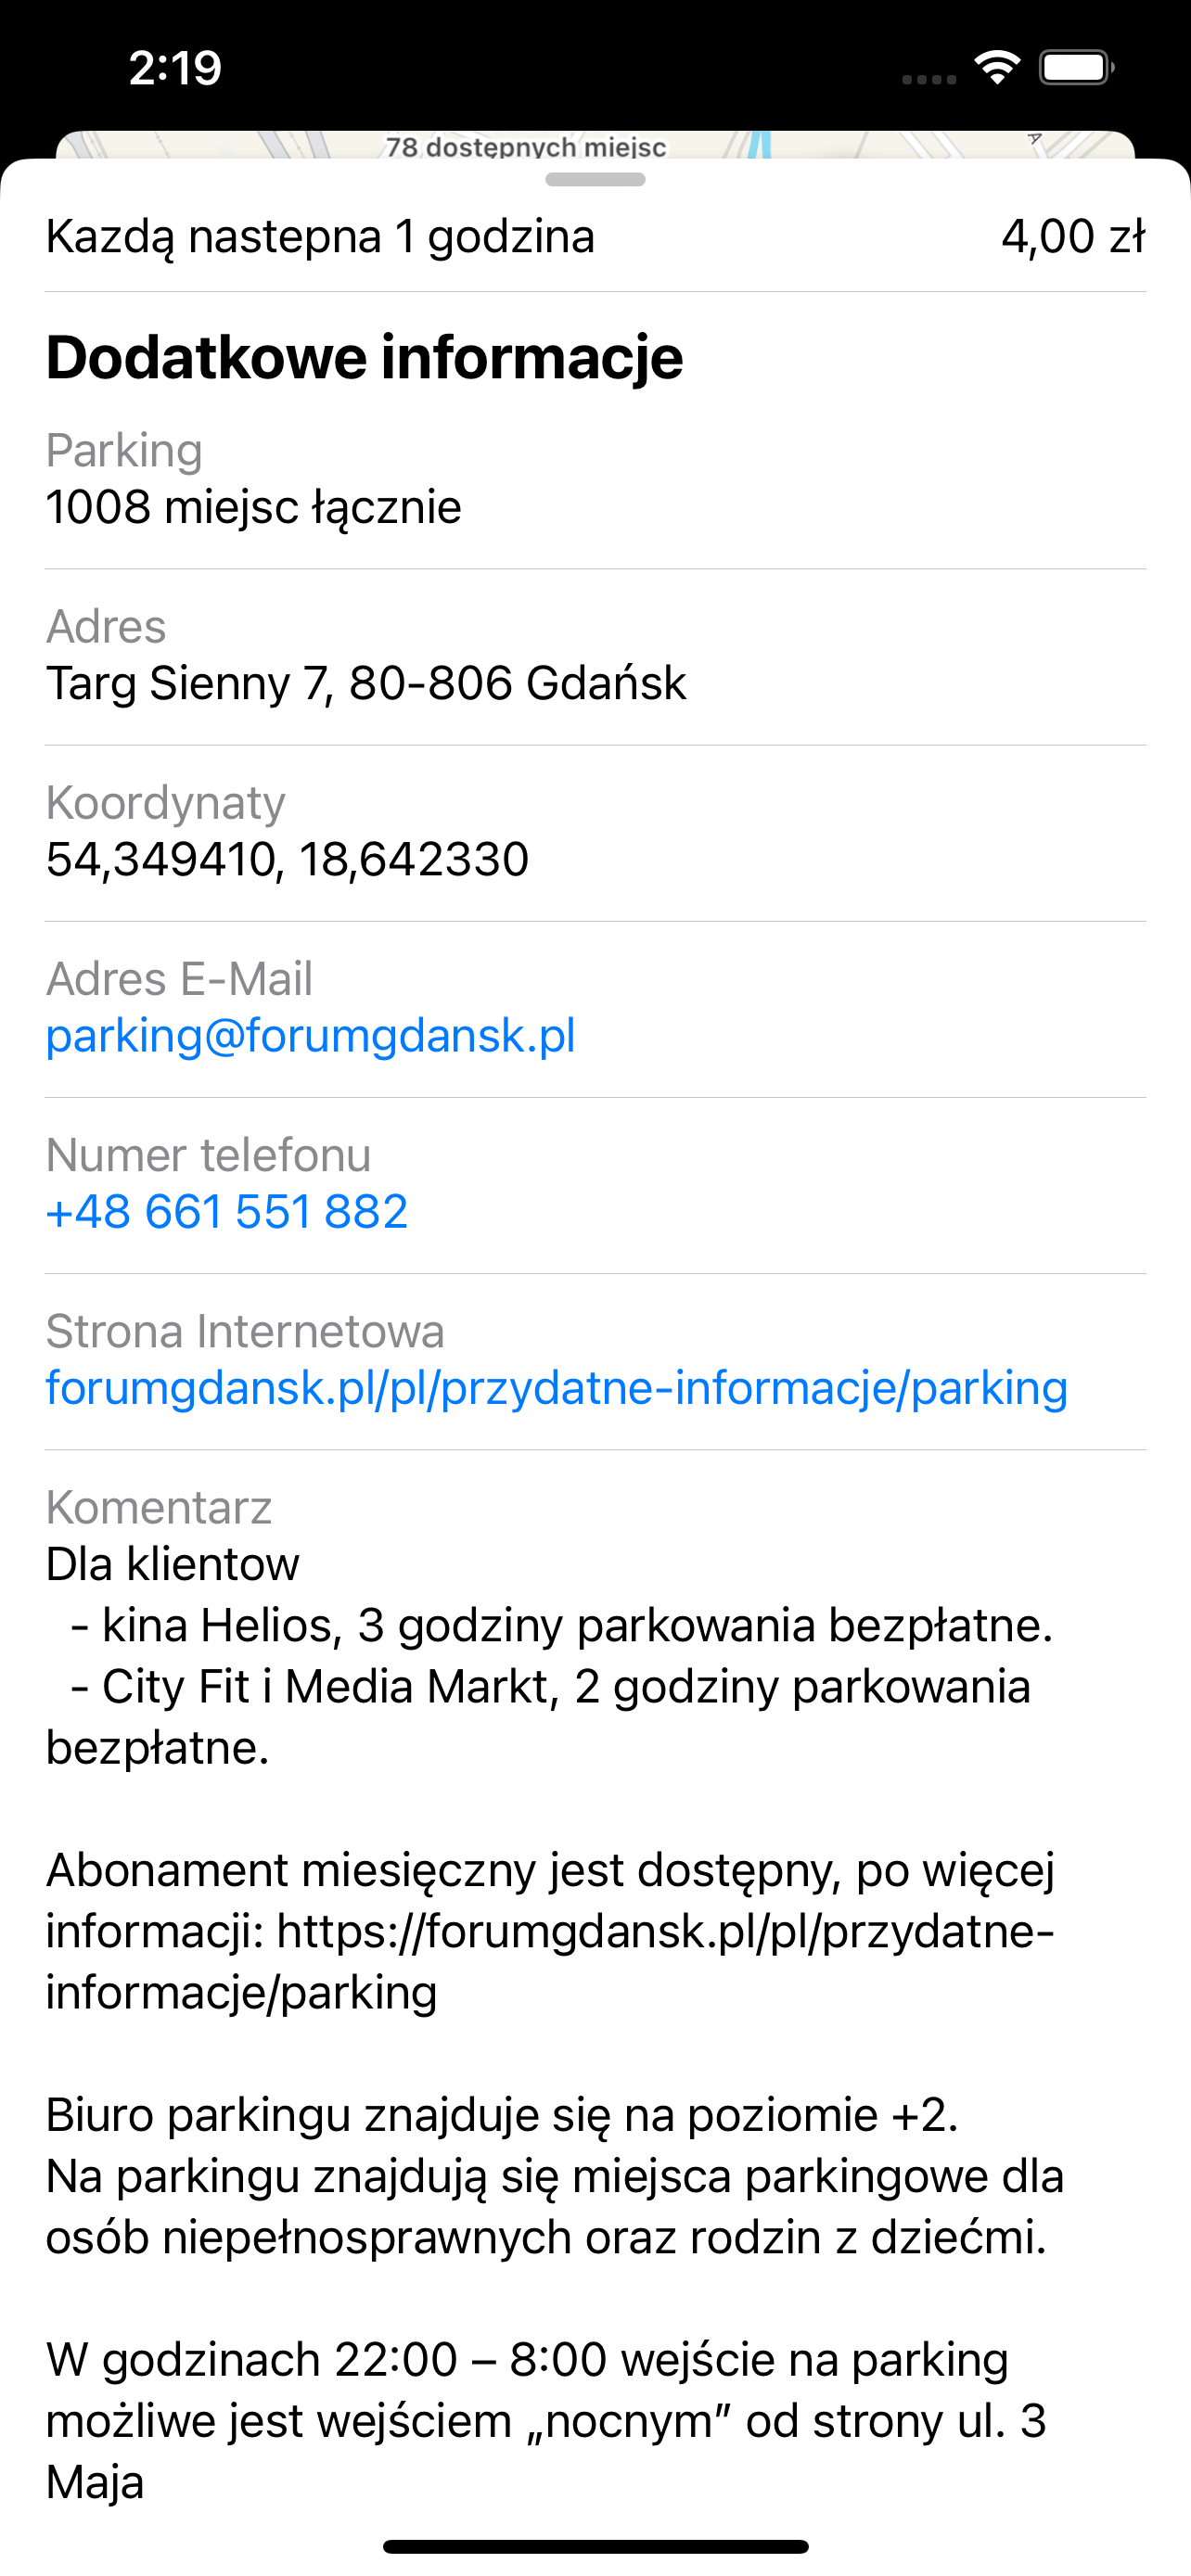 2:19
78 dostępnych miejsc
Kazdą nastepna 1 godzina 4,00 zł
Dodatkowe informacje
Parking
1008 miejsc łącznie
Adres
Targ Sienny 7, 80-806 Gdańsk
Koordynaty
54,349410, 18,642330
Adres E-Mail
parking@forumgdansk.pl
Numer telefonu
+48 661 551 882
Strona Internetowa
forumgdansk.pl/pl/przydatne-informacje/parking
Komentarz
Dla klientow
- kina Helios, 3 godziny parkowania bezpłatne.
- City Fit i Media Markt, 2 godziny parkowania
bezpłatne.
Abonament miesięczny jest dostępny, po więcej
informacji: https://forumgdansk.pl/pl/przydatne-
informacje/parking
Biuro parkingu znajduje się na poziomie +2.
Na parkingu znajdują się miejsca parkingowe dla
osób niepełnosprawnych oraz rodzin z dziećmi.
W godzinach 22:00 – 8:00 wejście na parking
możliwe jest wejściem „nocnym” od strony ul. 3
Maja